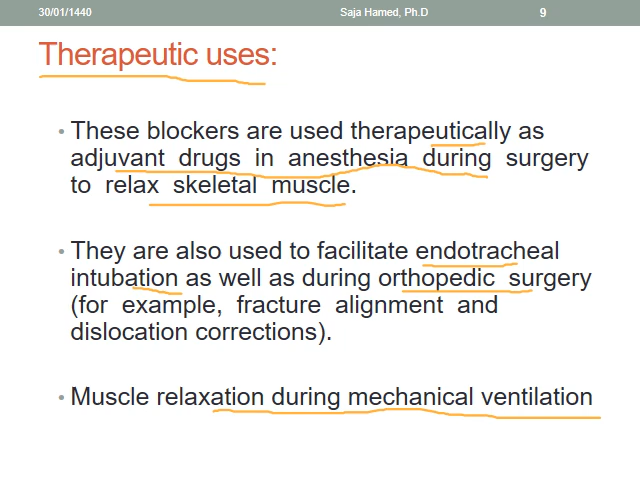 30/01/1440 Saja Hamed, Ph.D 9
Therapeutic uses:
• These blockers are used therapeutically as
adjuvant drugs in anesthesia during surgery
to relax skeletal muscle.
• They are also used to facilitate endotracheal
intubation as well as during orthopedic surgery
(for example, fracture alignment and
dislocation corrections).
• Muscle relaxation during mechanical ventilation